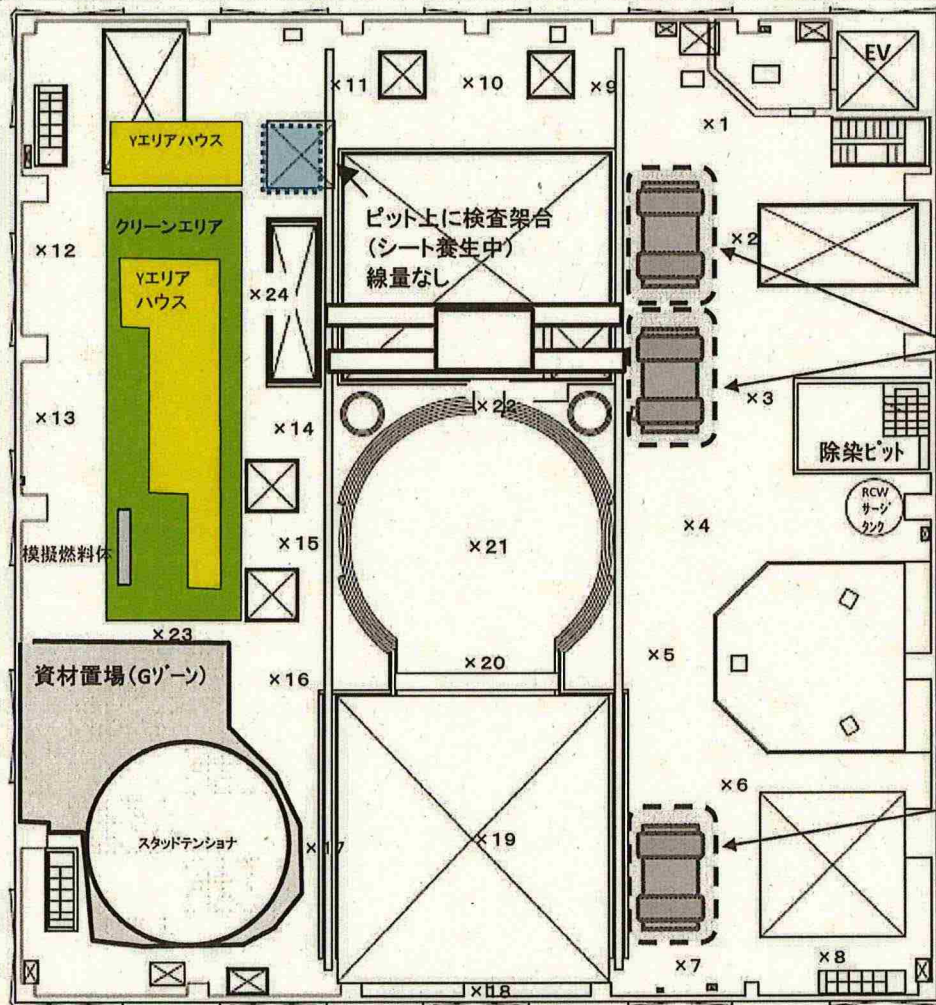 ×11
×10
×9
EV
×1
Yエリアハウス
ピット上に検査架台
(シート養生中)
線量なし
クリーンエリア
×12
×2
Yエリア
ハウス
×24
×3
×13
×14
×22
除染ピット
RCW
サージ
タンク
×4
模擬燃料体
×15
×21
×23
×5
×20
資材置場(Gゾーン)
×16
×6
スタッドテンショナ
×17
×19
×7
×8
×18